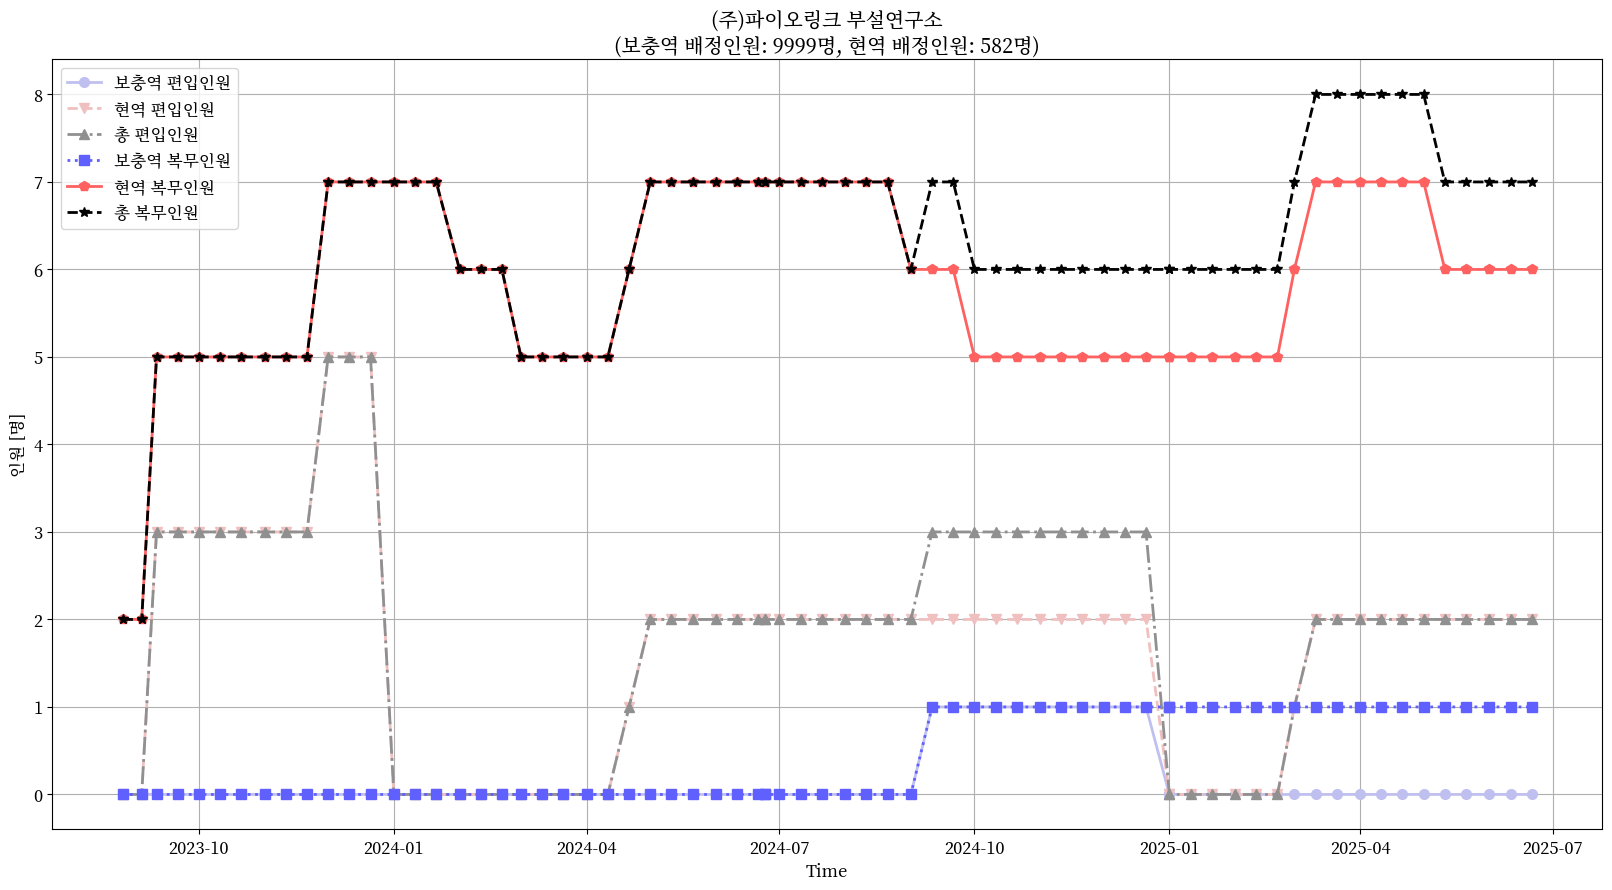 (주)파이오링크 부설연구소
(보충역 배정인원: 9999명, 현역 배정인원: 582명)
보충역 편입인원
현역 편입인원
총 편입인원
보충역 복무인원
현역 복무인원
총 복무인원
인원 [명]
8
7
6
5
4
3
2
1
0
2023-10
2024-01
2024-04
2024-07
2024-10
2025-01
2025-04
2025-07
Time